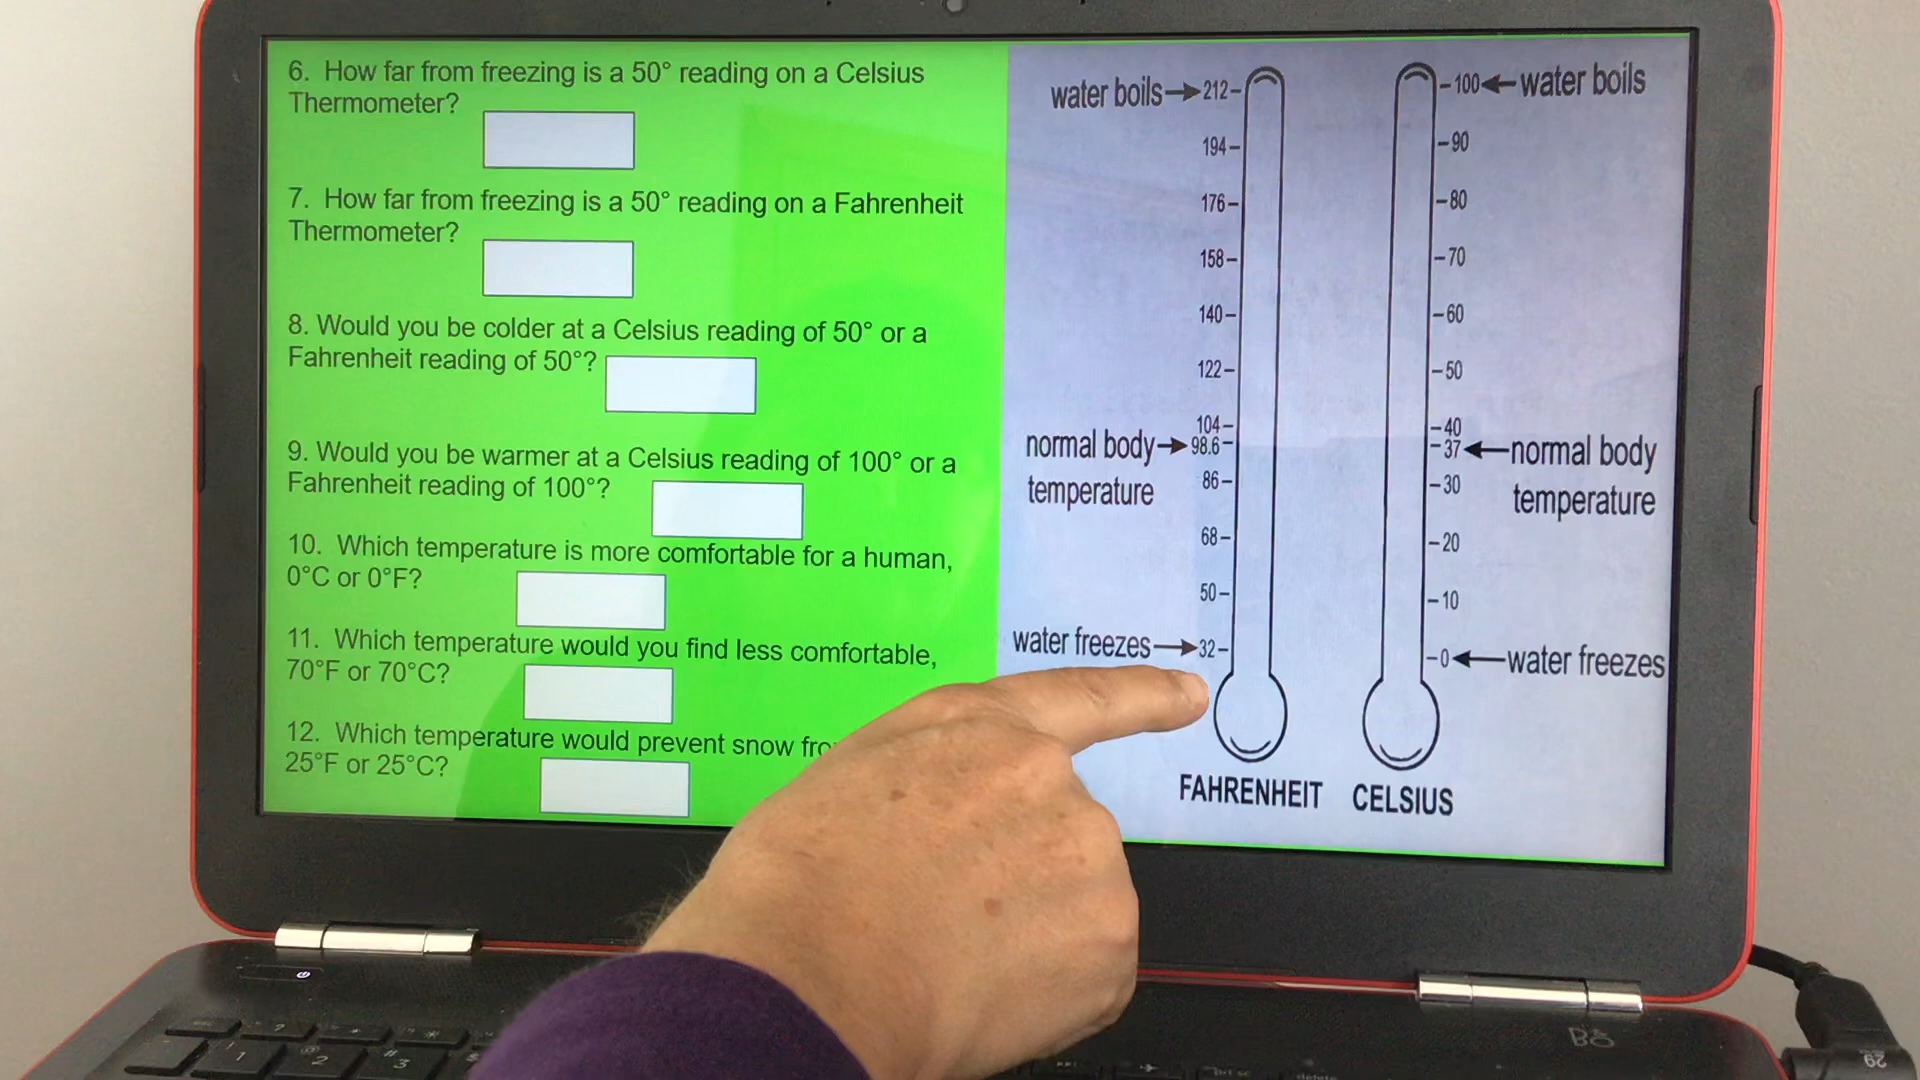 6. How far from freezing is a 50° reading on a Celsius
Thermometer?
7. How far from freezing is a 50° reading on a Fahrenheit
Thermometer?
8. Would you be colder at a Celsius reading of 50° or a
Fahrenheit reading of 50°?
9. Would you be warmer at a Celsius reading of 100° or a
Fahrenheit reading of 100°?
10. Which temperature is more comfortable for a human,
0°C or 0°F?
11. Which temperature would you find less comfortable,
70°F or 70°C?
12. Which temperature would prevent snow
25°F or 25°C?
water boils
212
194
176
158
140
122
104
normal body
98.6
temperature
86
68
50
water freezes
32
FAHRENHEIT
100
water boils
90
80
70
60
50
40
37
normal body
temperature
30
20
10
0
water freezes
CELSIUS
1
2
#
3
29